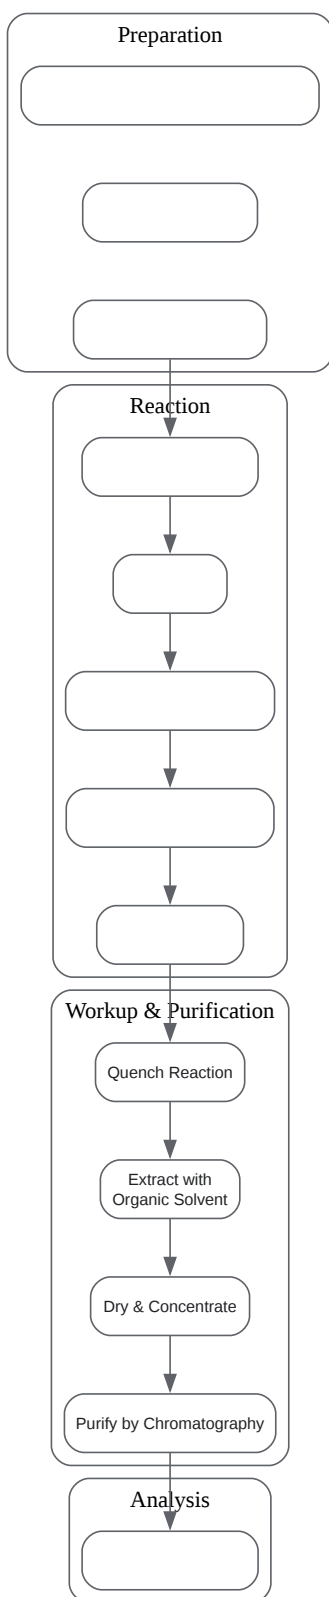 Preparation
Reaction
Workup & Purification
Quench Reaction
Extract with
Organic Solvent
Dry & Concentrate
Purify by Chromatography
Analysis